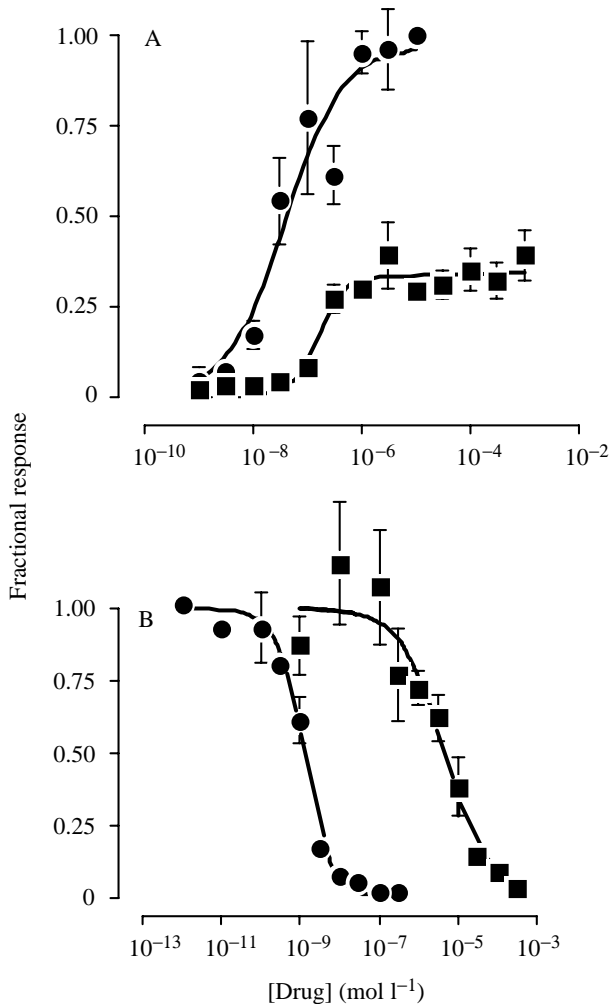 Fractional response
A
1.00
0.75
0.50
0.25
0
10⁻¹⁰ 10⁻⁸ 10⁻⁶ 10⁻⁴ 10⁻²
B
1.00
0.75
0.50
0.25
0
10⁻¹³ 10⁻¹¹ 10⁻⁹ 10⁻⁷ 10⁻⁵ 10⁻³
[Drug] (mol l⁻¹)